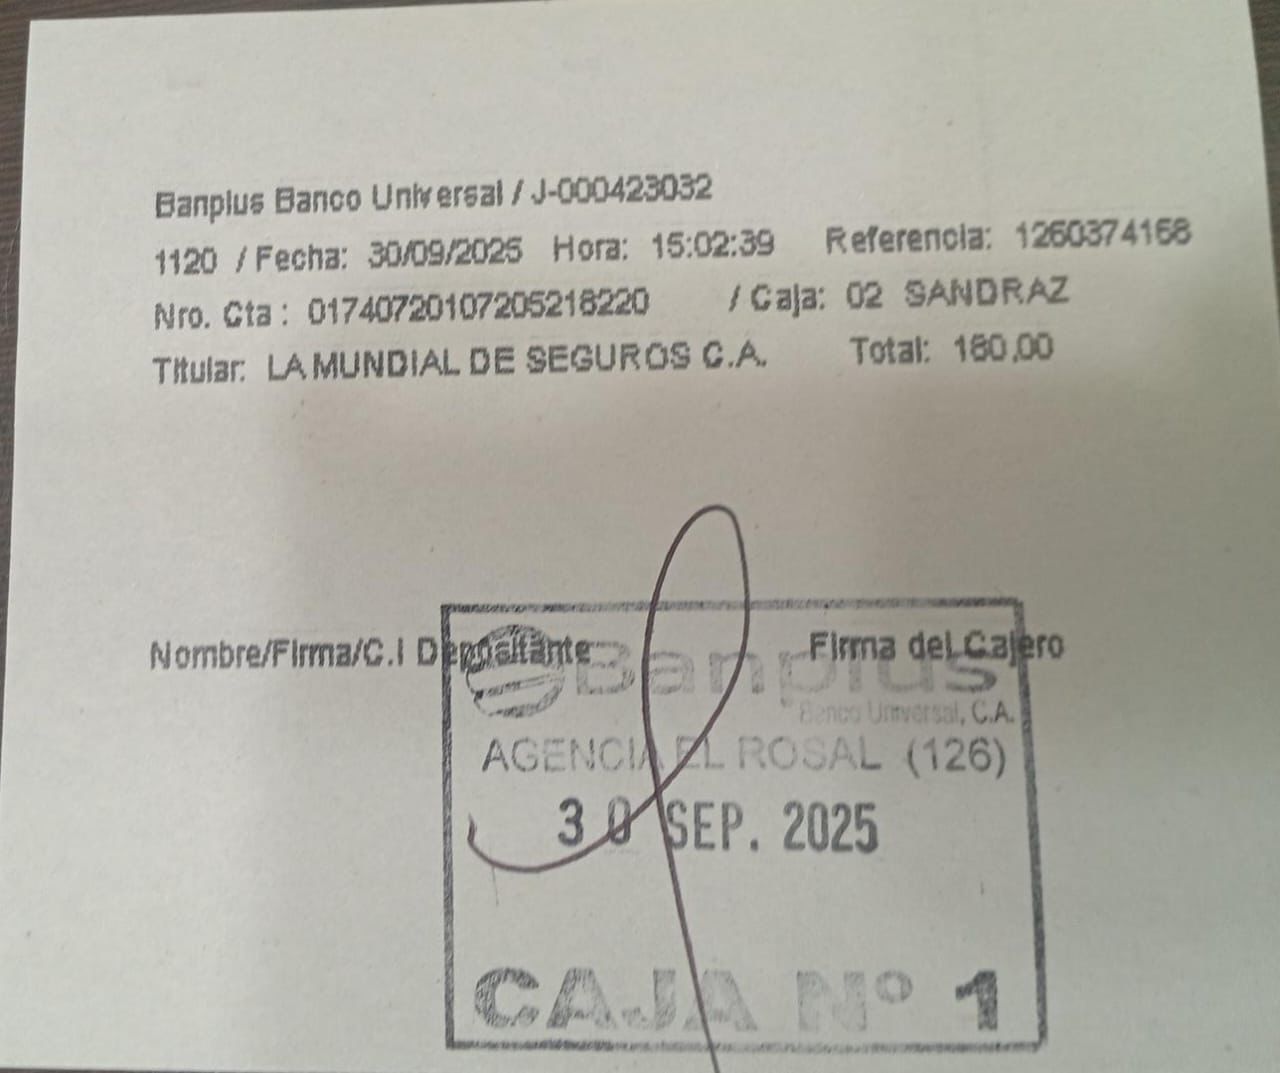 Banplus Banco Universal / J-000423032
1120 / Fecha: 30/09/2025 Hora: 15:02:39 Referencia: 1260374168
Nro. Cta : 01740720107205218220 / Caja: 02 SANDRAZ
Titular: LA MUNDIAL DE SEGUROS C.A. Total: 160,00
Nombre/Firma/C.I Depositante Firma del Cajero
Banplus
Banco Universal, C.A.
AGENCIA EL ROSAL (126)
30 SEP. 2025
CAJA Nº 1